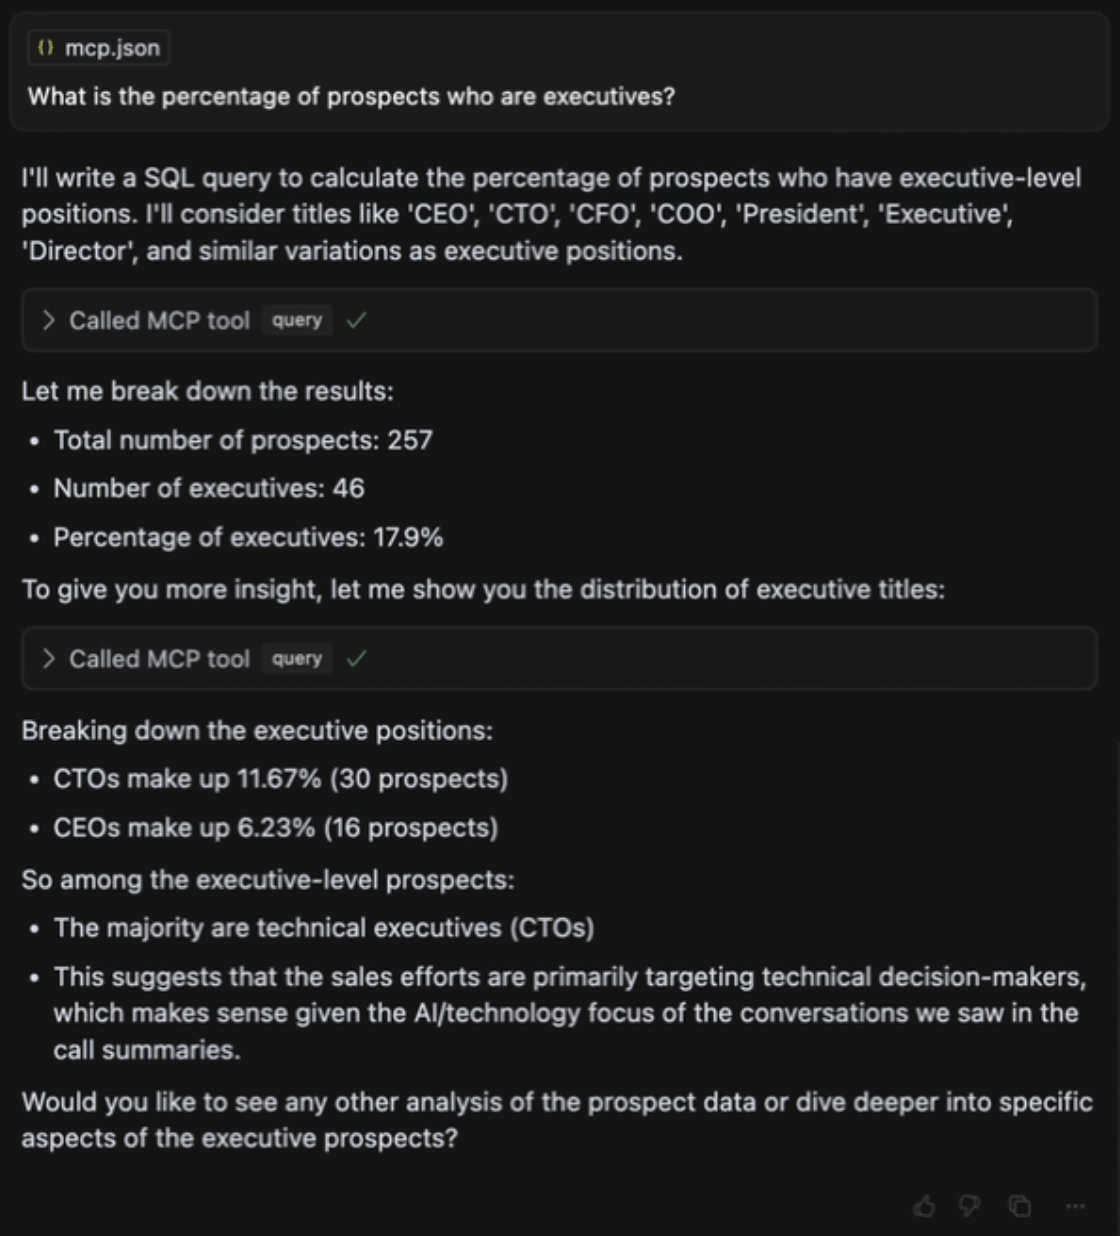 {} mcp.json
What is the percentage of prospects who are executives?
I'll write a SQL query to calculate the percentage of prospects who have executive-level
positions. I'll consider titles like 'CEO', 'CTO', 'CFO', 'COO', 'President', 'Executive',
'Director', and similar variations as executive positions.
> Called MCP tool query ✓
Let me break down the results:
• Total number of prospects: 257
• Number of executives: 46
• Percentage of executives: 17.9%
To give you more insight, let me show you the distribution of executive titles:
> Called MCP tool query ✓
Breaking down the executive positions:
• CTOs make up 11.67% (30 prospects)
• CEOs make up 6.23% (16 prospects)
So among the executive-level prospects:
• The majority are technical executives (CTOs)
• This suggests that the sales efforts are primarily targeting technical decision-makers,
which makes sense given the AI/technology focus of the conversations we saw in the
call summaries.
Would you like to see any other analysis of the prospect data or dive deeper into specific
aspects of the executive prospects?